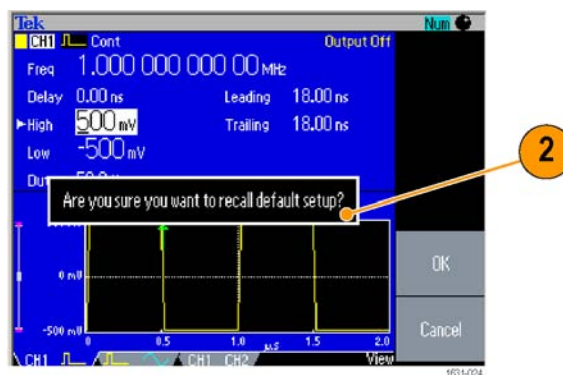 Tek
Num
CH1 Cont Output Off
Freq 1.000 000 000 00 MHz
Delay 0.00 ns Leading 18.00 ns
High 500 mV Trailing 18.00 ns
Low -500 mV
Are you sure you want to recall default setup?
2
0 mV
-500 mV
0 0.5 1.0 µs 1.5 2.0
OK
Cancel
CH1 CH1 CH2 View
1631-024